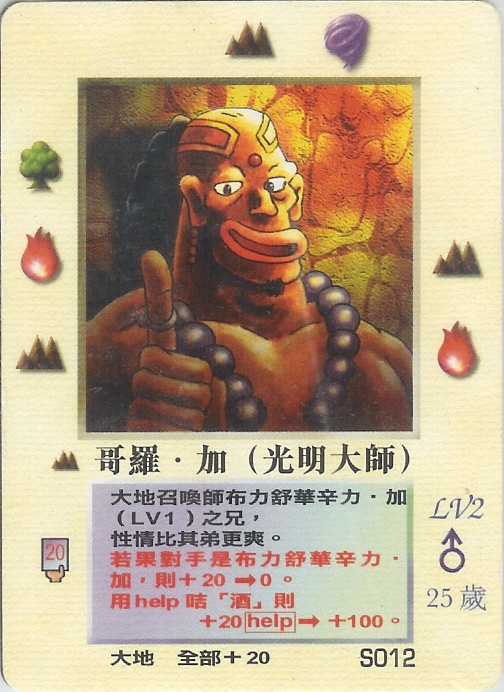 哥羅‧加（光明大師）
大地召喚師布力舒華辛力‧加
（LV1）之兄，
性情比其弟更爽。
若果對手是布力舒華辛力‧
加，則＋20 ➡0 。
用help 咭「酒」則
＋20help➡ ＋100。
大地　全部＋20
S012
20
LV2
25歲